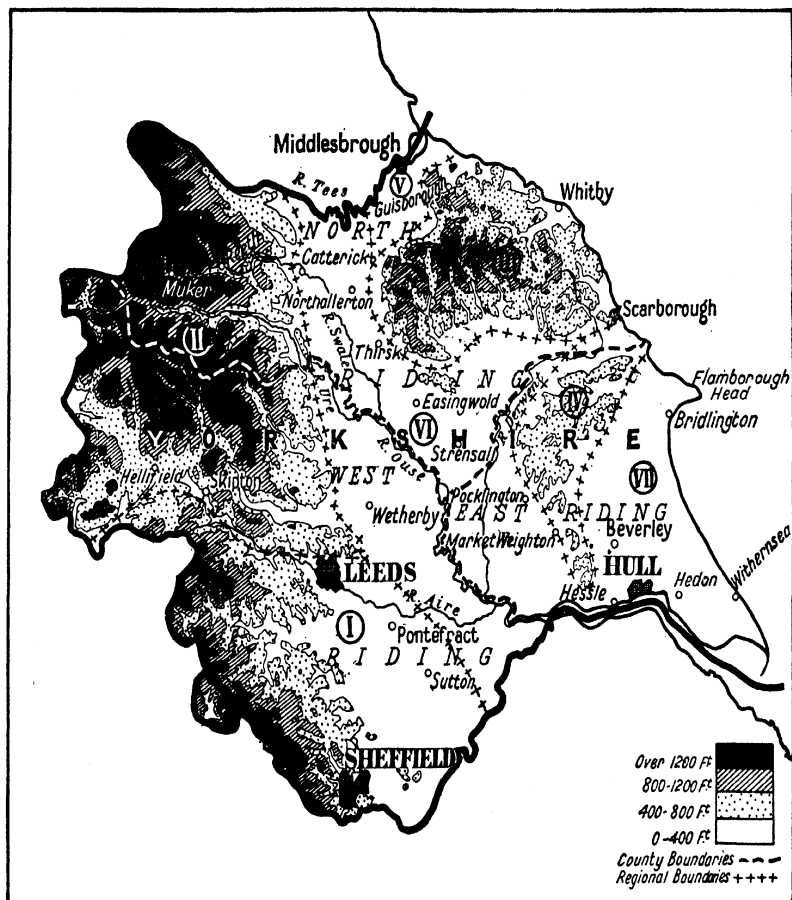 Middlesbrough
R. Tees
V
Guisborough
Whitby
NORTH
Catterick
Muker
Northallerton
Scarborough
II
R. Swale
Thirsk
R. Ure
RIDING
Flamborough
Head
IV
Easingwold
Bridlington
VI
YORKSHIRE
Strensall
R. Ouse
Hellifield
Skipton
WEST
VII
Pocklington
Wetherby
EAST RIDING
Market Weighton
Beverley
LEEDS
HULL
Withernsea
R. Aire
Hessle
Hedon
I
Pontefract
RIDING
Sutton
SHEFFIELD
Over 1200 Ft
800-1200 Ft
400-800 Ft
0-400 Ft
County Boundaries
Regional Boundaries